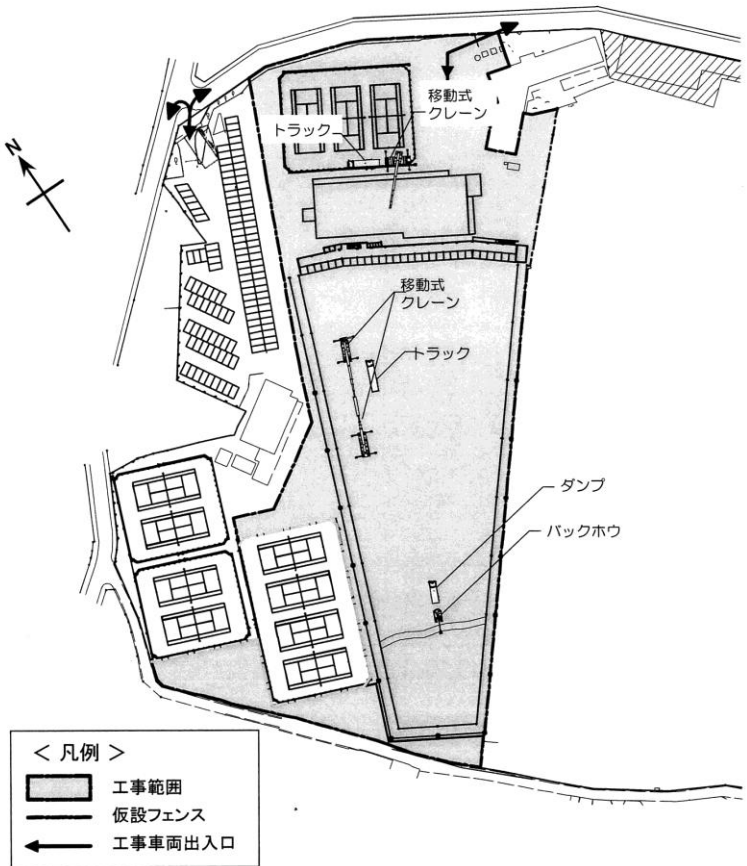 移動式
クレーン
トラック
N
移動式
クレーン
トラック
ダンプ
バックホウ
< 凡例 >
工事範囲
仮設フェンス
工事車両出入口